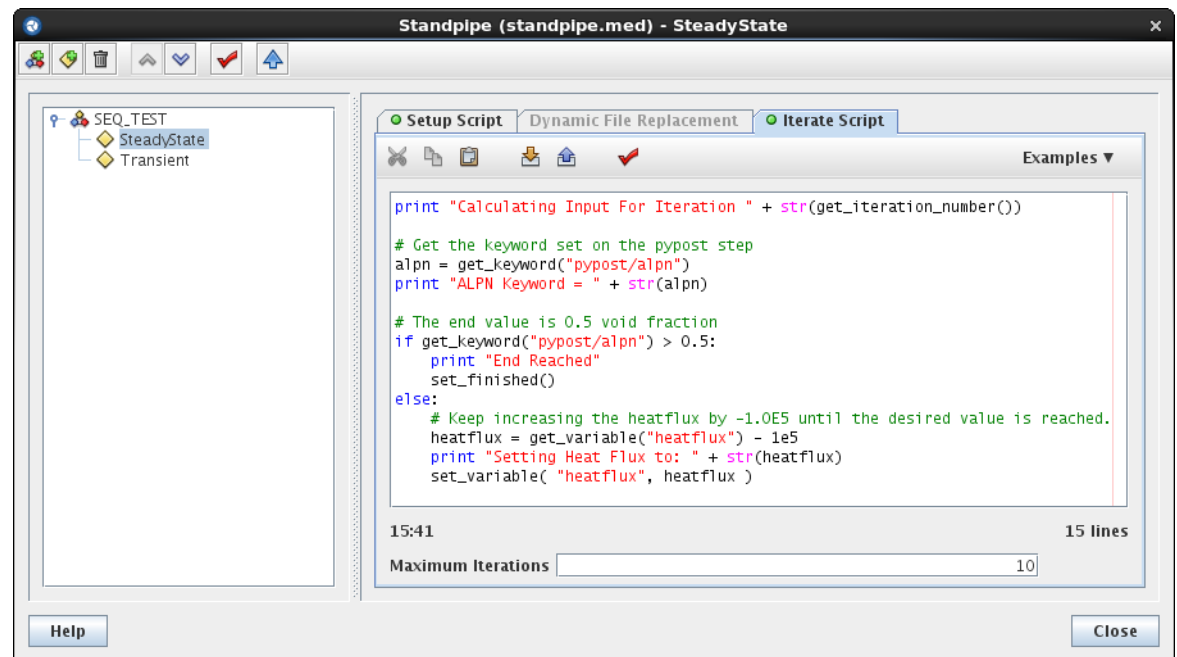 Standpipe (standpipe.med) - SteadyState
SEQ_TEST
SteadyState
Transient
Setup Script
Dynamic File Replacement
Iterate Script
Examples ▼
print "Calculating Input For Iteration " + str(get_iteration_number())
# Get the keyword set on the pypost step
alpn = get_keyword("pypost/alpn")
print "ALPN Keyword = " + str(alpn)
# The end value is 0.5 void fraction
if get_keyword("pypost/alpn") > 0.5:
    print "End Reached"
    set_finished()
else:
    # Keep increasing the heatflux by -1.0E5 until the desired value is reached.
    heatflux = get_variable("heatflux") - 1e5
    print "Setting Heat Flux to: " + str(heatflux)
    set_variable( "heatflux", heatflux )
15:41
15 lines
Maximum Iterations 10
Help
Close